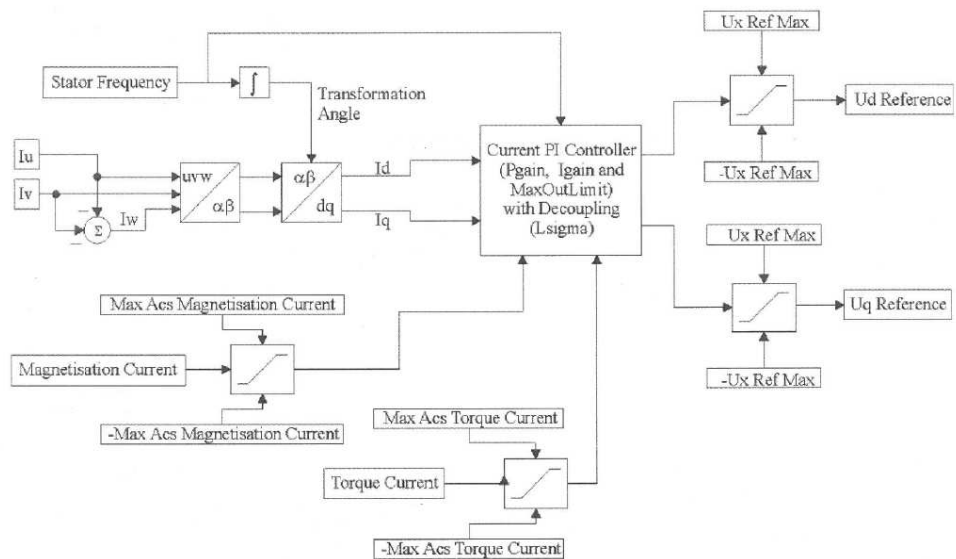 Ux Ref Max
Stator Frequency
∫
Transformation
Angle
Ud Reference
Iu
Iv
uvw
αβ
αβ
dq
Id
Iq
Current PI Controller
(Pgain, Igain and
MaxOutLimit)
with Decoupling
(Lsigma)
-Ux Ref Max
Σ
Iw
Ux Ref Max
Max Acs Magnetisation Current
Uq Reference
Magnetisation Current
-Ux Ref Max
-Max Acs Magnetisation Current
Max Acs Torque Current
Torque Current
-Max Acs Torque Current